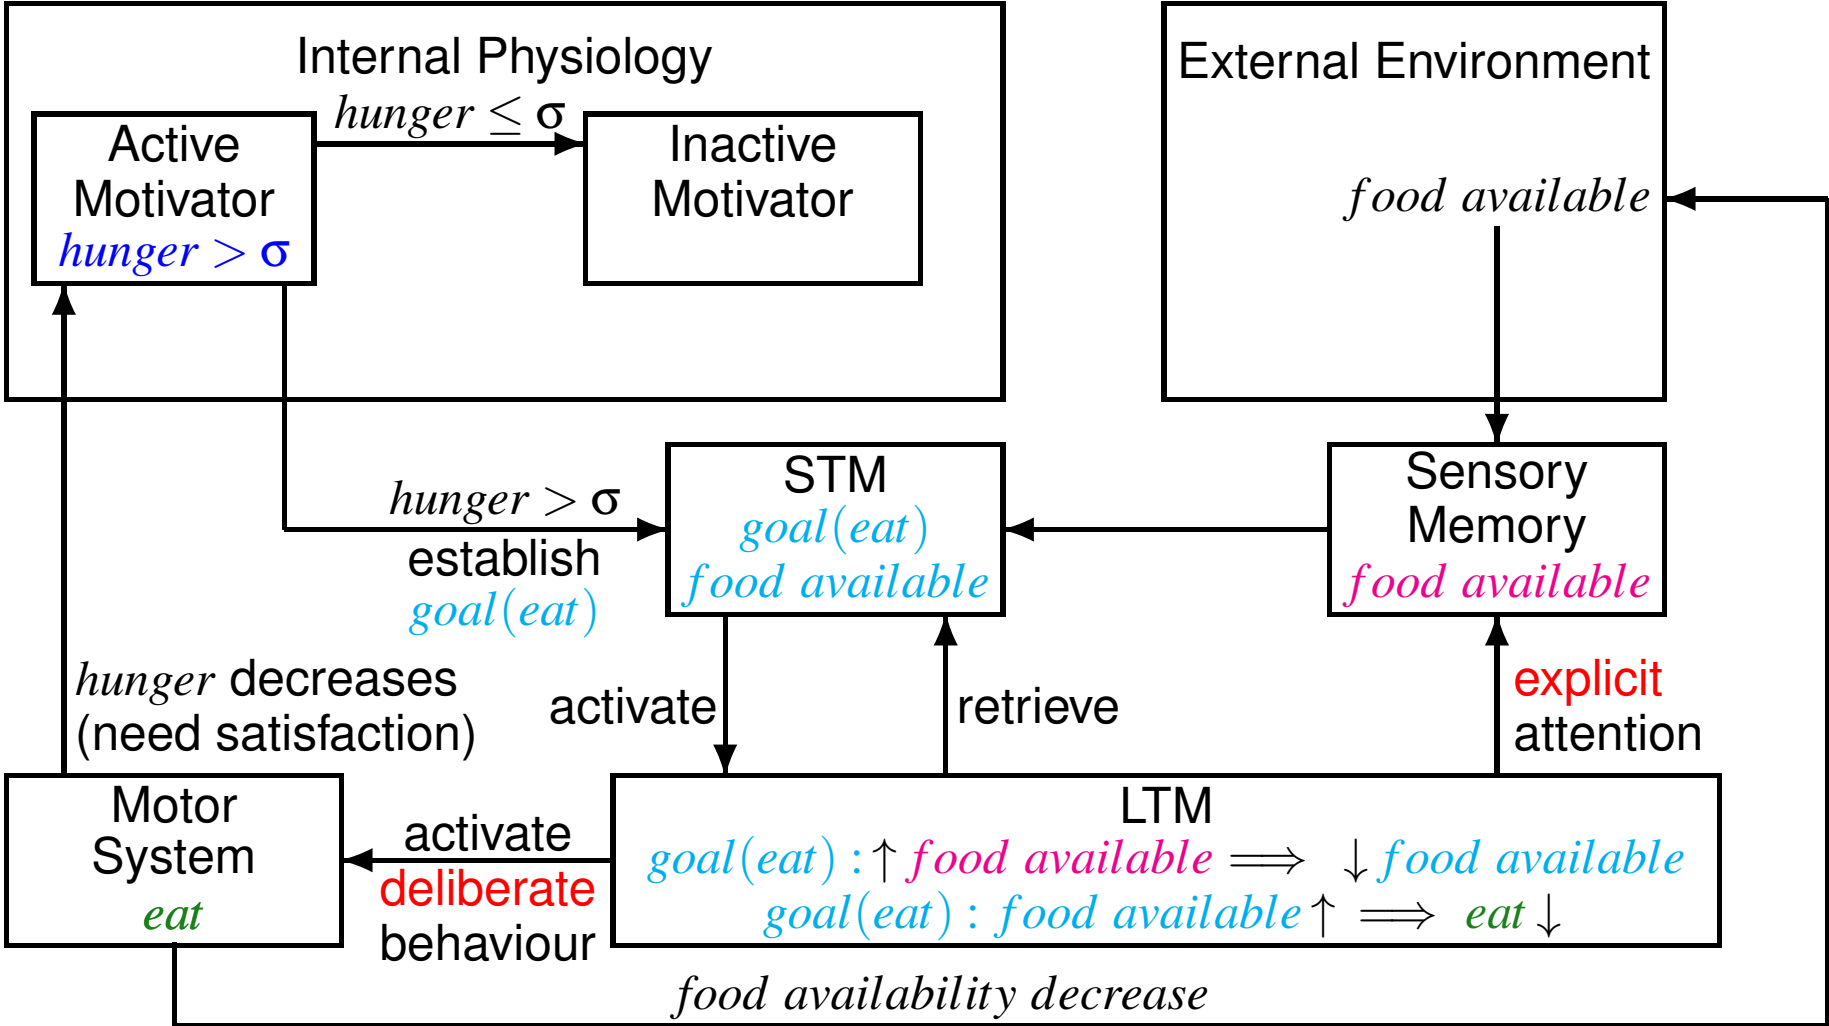 Internal Physiology
hunger ≤ σ
Active
Motivator
hunger > σ
Inactive
Motivator
External Environment
food available
hunger > σ
establish
goal(eat)
STM
goal(eat)
food available
Sensory
Memory
food available
hunger decreases
(need satisfaction)
activate
retrieve
explicit
attention
Motor
System
eat
activate
deliberate
behaviour
LTM
goal(eat) : ↑ food available ⟹ ↓ food available
goal(eat) : food available ↑ ⟹ eat ↓
food availability decrease